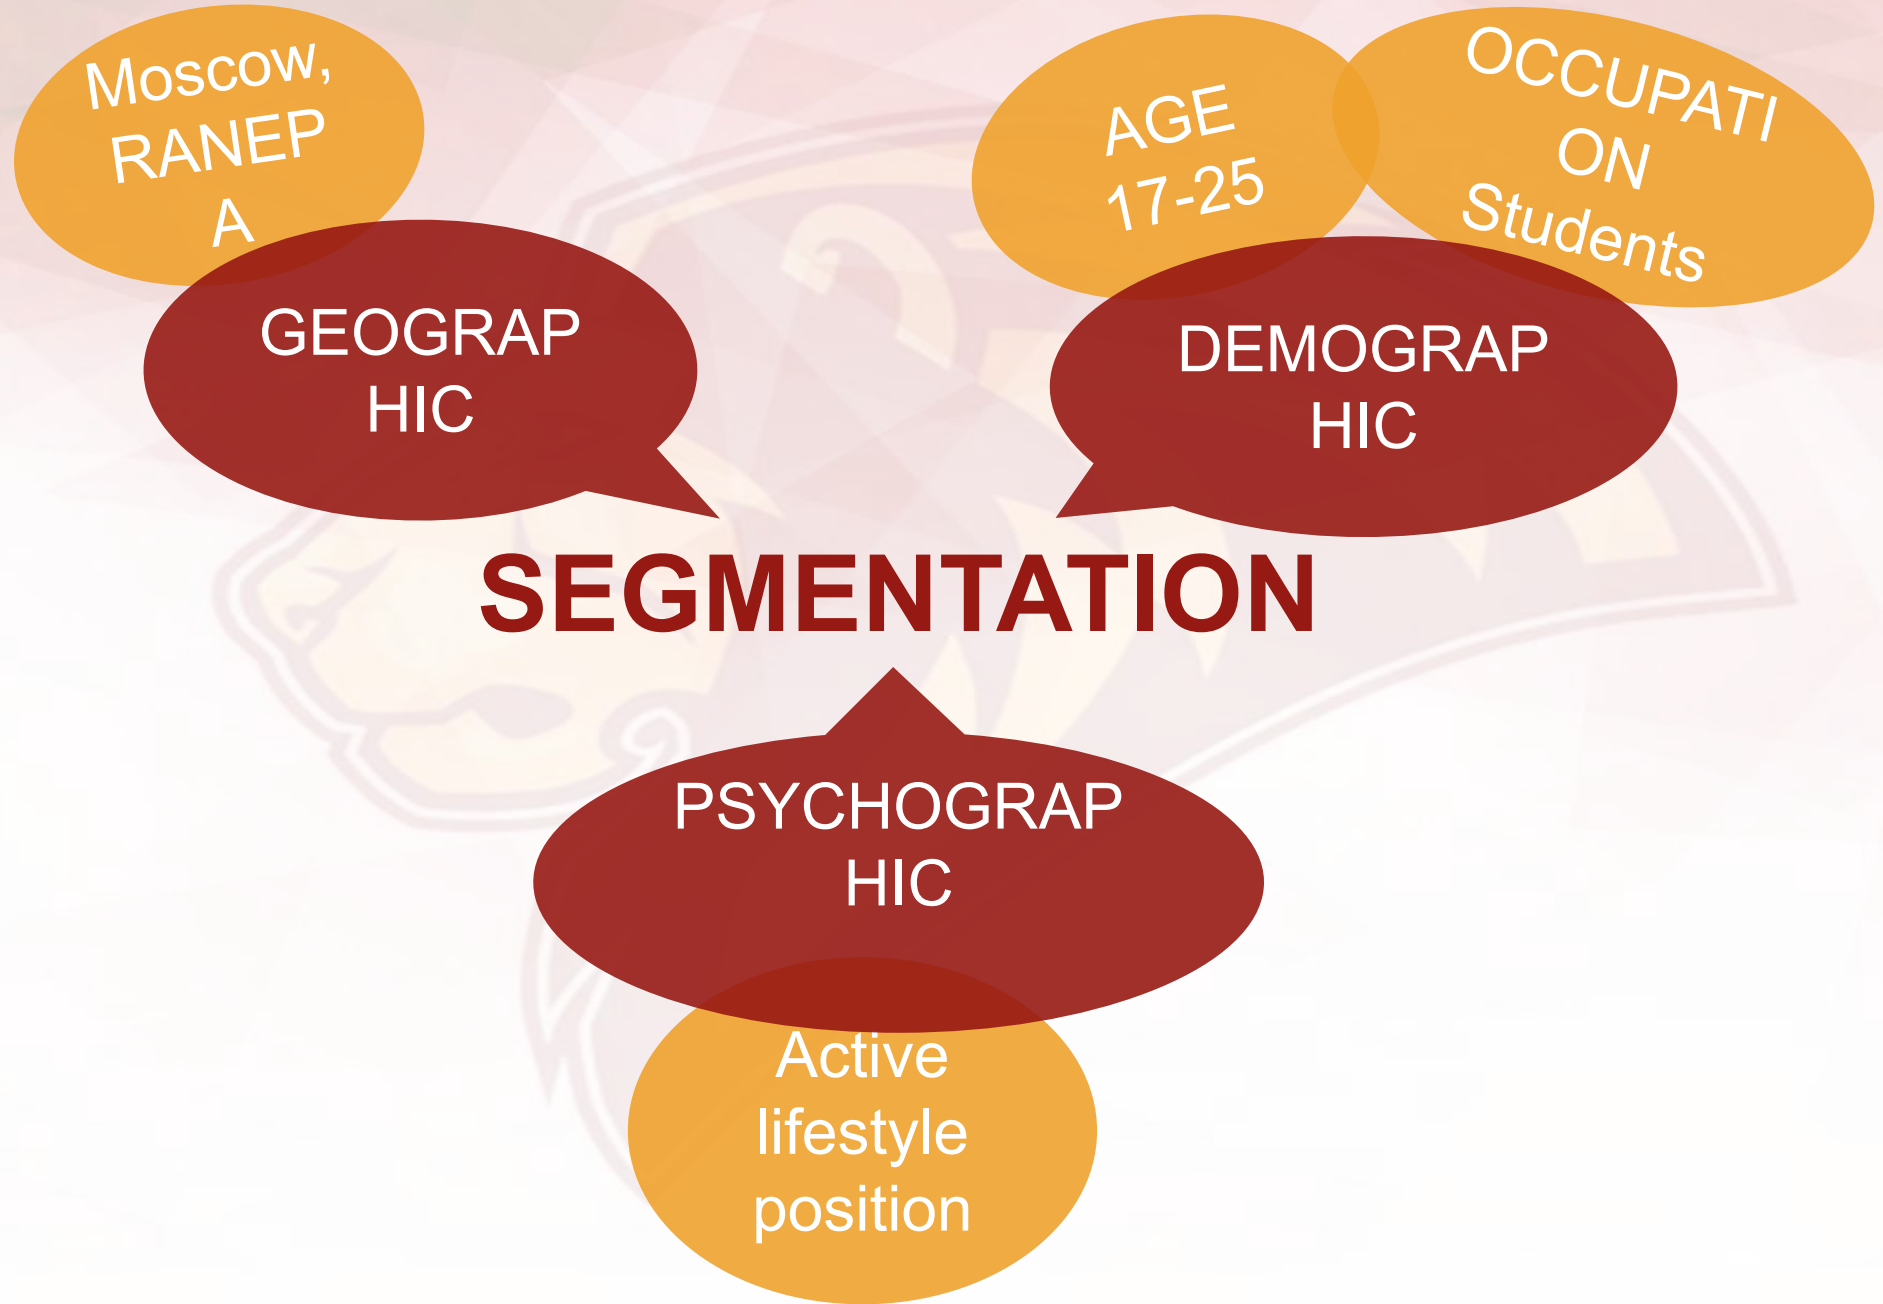 Moscow,
RANEP
A
GEOGRAP
HIC
AGE
17-25
OCCUPATI
ON
Students
DEMOGRAP
HIC
SEGMENTATION
PSYCHOGRAP
HIC
Active
lifestyle
position